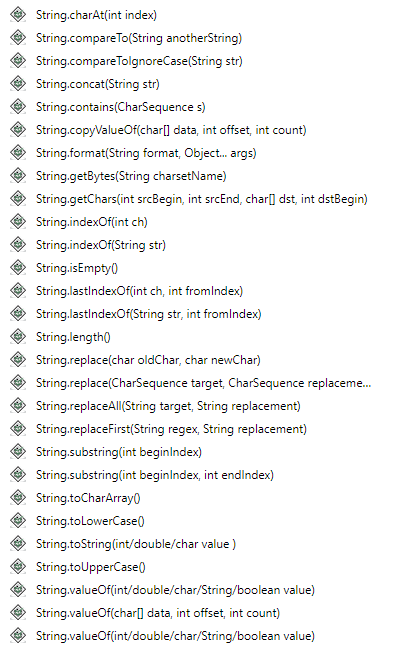 String.charAt(int index)
String.compareTo(String anotherString)
String.compareToIgnoreCase(String str)
String.concat(String str)
String.contains(CharSequence s)
String.copyValueOf(char[] data, int offset, int count)
String.format(String format, Object... args)
String.getBytes(String charsetName)
String.getChars(int srcBegin, int srcEnd, char[] dst, int dstBegin)
String.indexOf(int ch)
String.indexOf(String str)
String.isEmpty()
String.lastIndexOf(int ch, int fromIndex)
String.lastIndexOf(String str, int fromIndex)
String.length()
String.replace(char oldChar, char newChar)
String.replace(CharSequence target, CharSequence replaceme...
String.replaceAll(String target, String replacement)
String.replaceFirst(String regex, String replacement)
String.substring(int beginIndex)
String.substring(int beginIndex, int endIndex)
String.toCharArray()
String.toLowerCase()
String.toString(int/double/char value )
String.toUpperCase()
String.valueOf(int/double/char/String/boolean value)
String.valueOf(char[] data, int offset, int count)
String.valueOf(int/double/char/String/boolean value)